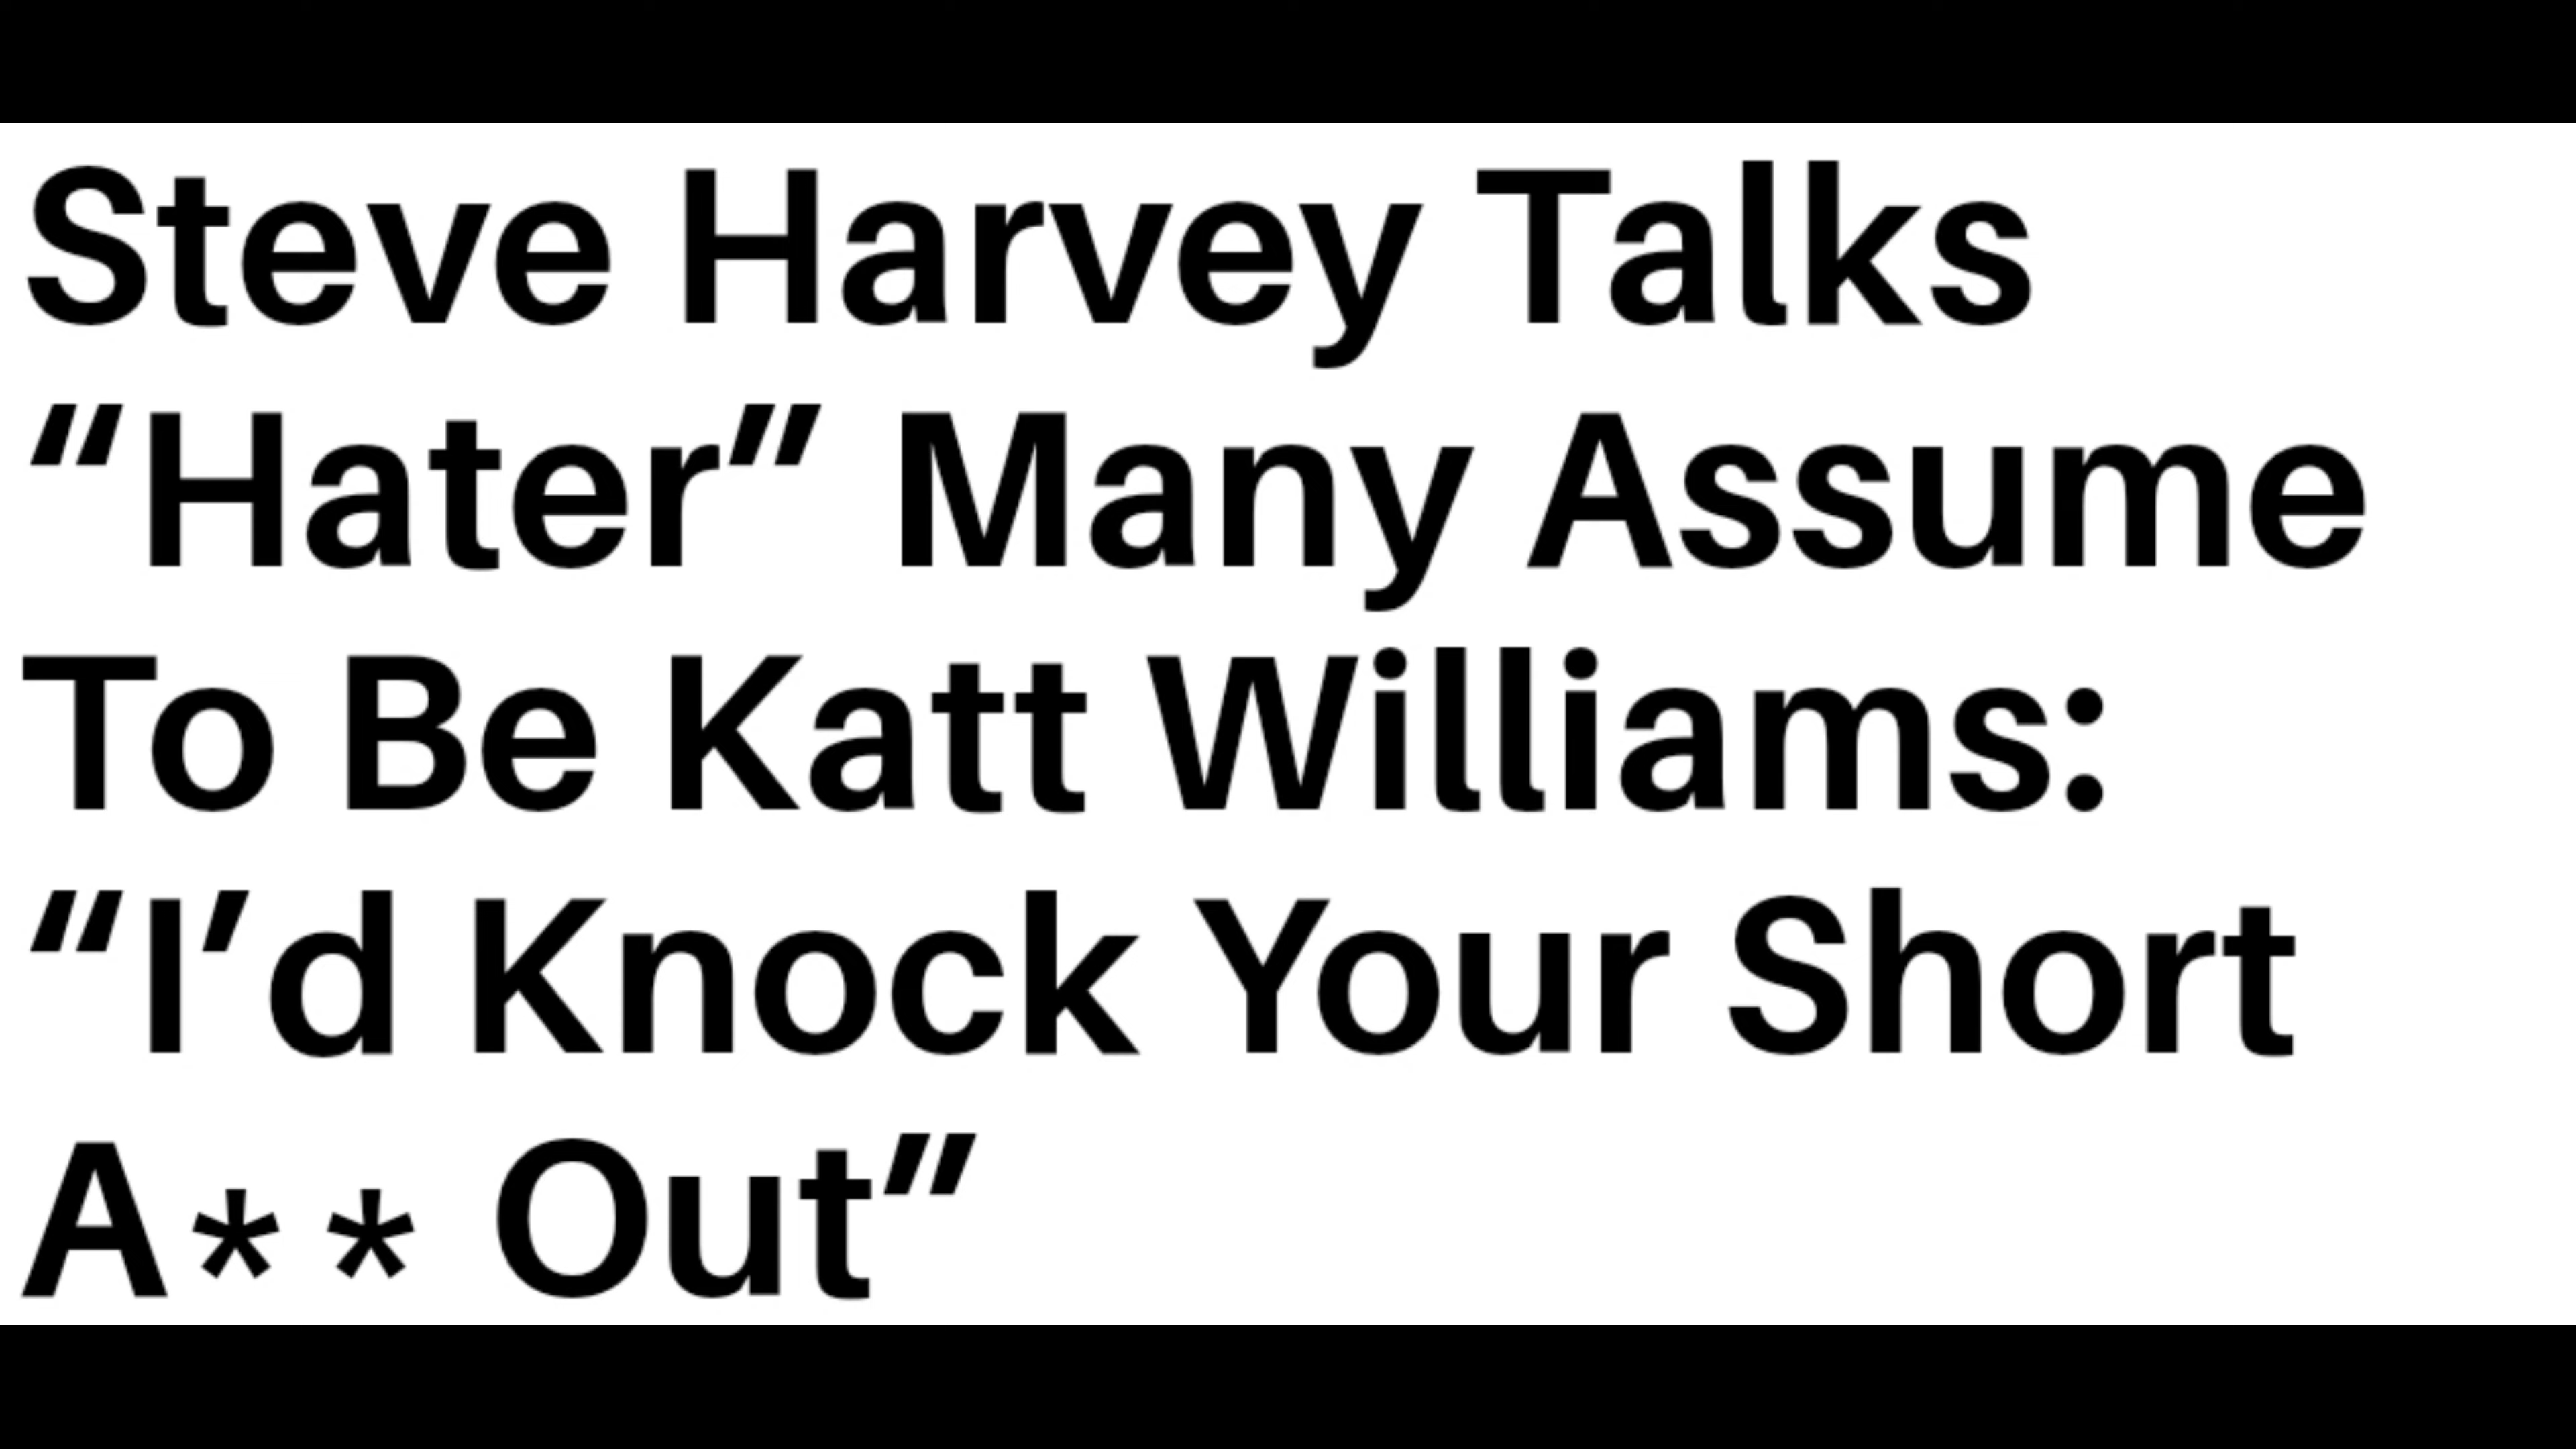 Steve Harvey Talks
“Hater” Many Assume
To Be Katt Williams:
“I’d Knock Your Short
A** Out”